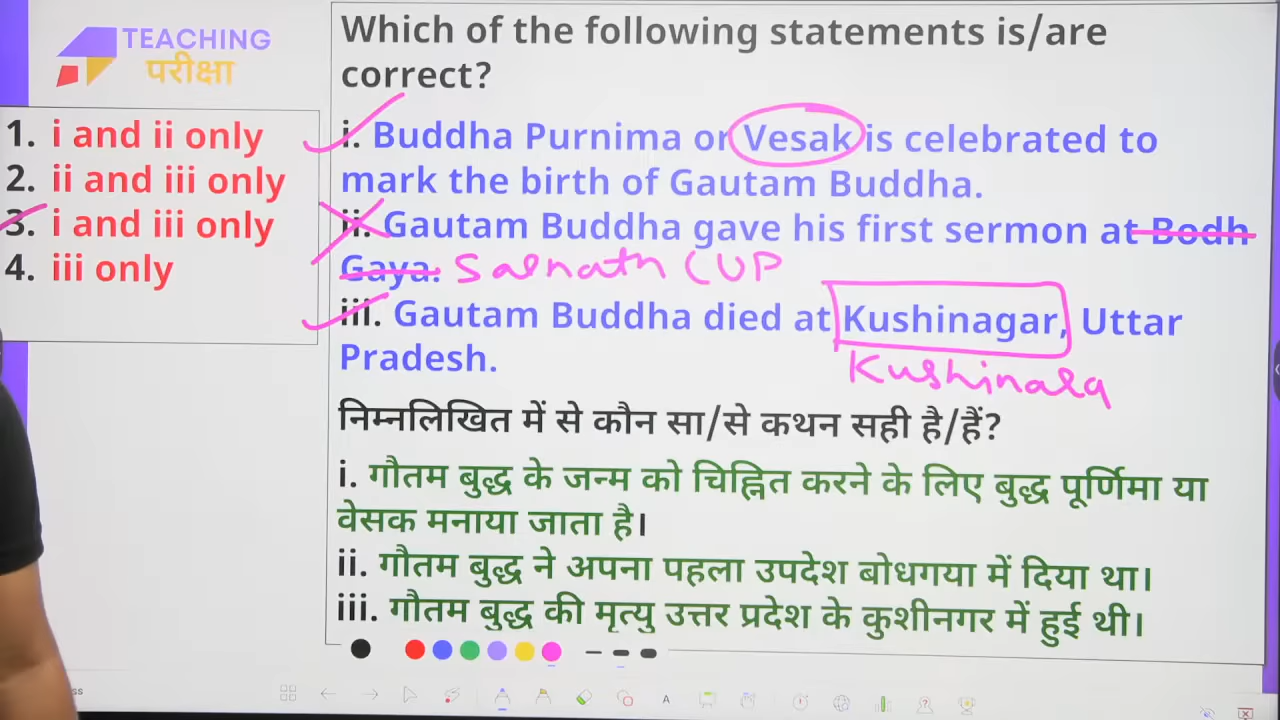 TEACHING
परीक्षा
1. i and ii only
2. ii and iii only
3. i and iii only
4. iii only
Which of the following statements is/are
correct?
i. Buddha Purnima or Vesak is celebrated to
mark the birth of Gautam Buddha.
ii. Gautam Buddha gave his first sermon at Bodh
Gaya. Salnath (UP
iii. Gautam Buddha died at Kushinagar, Uttar
Pradesh.
Kushinara
निम्नलिखित में से कौन सा/से कथन सही है/हैं?
i. गौतम बुद्ध के जन्म को चिह्नित करने के लिए बुद्ध पूर्णिमा या
वेसक मनाया जाता है।
ii. गौतम बुद्ध ने अपना पहला उपदेश बोधगया में दिया था।
iii. गौतम बुद्ध की मृत्यु उत्तर प्रदेश के कुशीनगर में हुई थी।
A